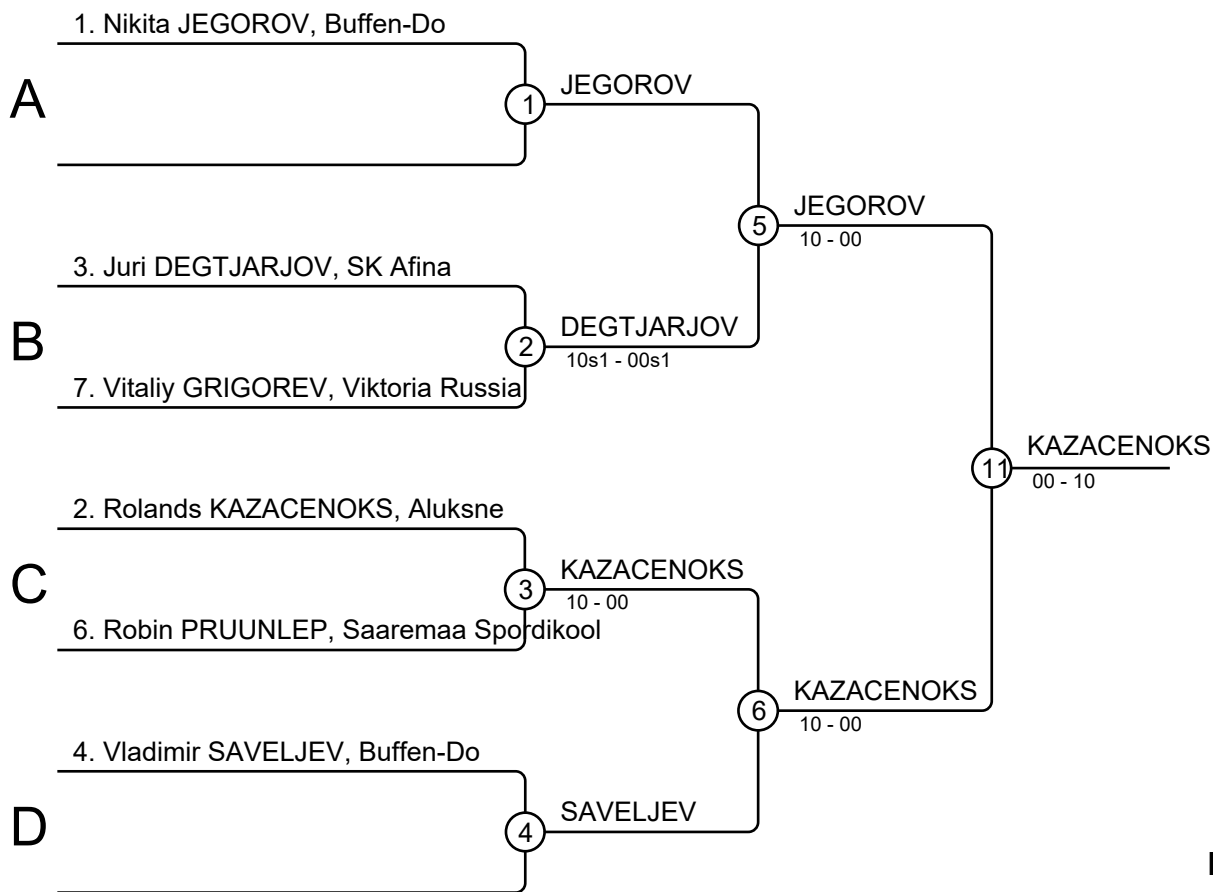 1. Nikita JEGOROV, Buffen-Do
A
1
JEGOROV
5
JEGOROV
10 - 00
3. Juri DEGTJARJOV, SK Afina
B
2
DEGTJARJOV
10s1 - 00s1
7. Vitaliy GRIGOREV, Viktoria Russia
11
KAZACENOKS
00 - 10
2. Rolands KAZACENOKS, Aluksne
C
3
KAZACENOKS
10 - 00
6. Robin PRUUNLEP, Saaremaa Spordikool
6
KAZACENOKS
10 - 00
4. Vladimir SAVELJEV, Buffen-Do
D
4
SAVELJEV